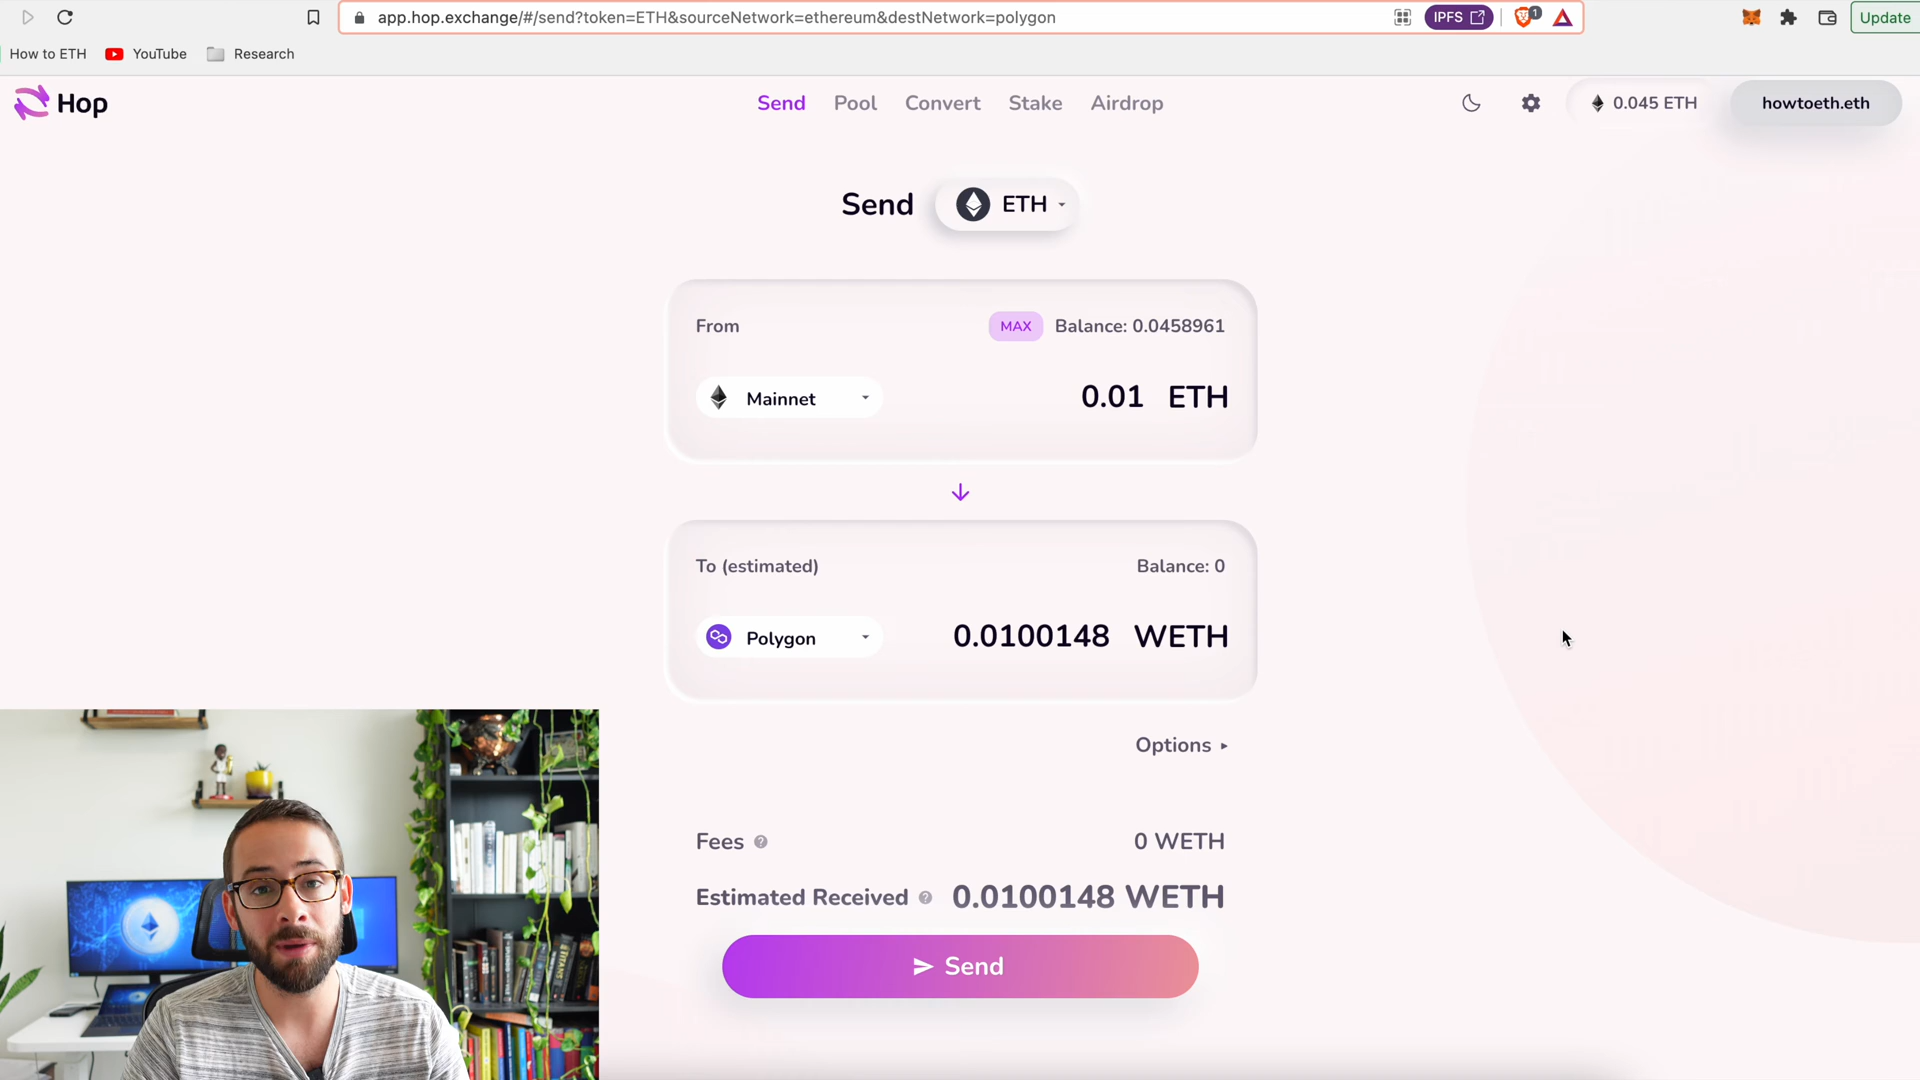 app.hop.exchange/#/send?token=ETH&sourceNetwork=ethereum&destNetwork=polygon
IPFS
1
Update
How to ETH
YouTube
Research
Hop
Send
Pool
Convert
Stake
Airdrop
0.045 ETH
howtoeth.eth
Send
ETH
From
MAX
Balance: 0.0458961
Mainnet
0.01 ETH
To (estimated)
Balance: 0
Polygon
0.0100148 WETH
Options
Fees
0 WETH
Estimated Received
0.0100148 WETH
Send